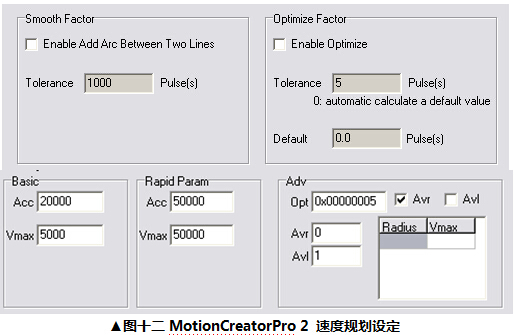 Smooth Factor
Enable Add Arc Between Two Lines
Tolerance 1000 Pulse(s)
Optimize Factor
Enable Optimize
Tolerance 5 Pulse(s)
0: automatic calculate a default value
Default 0.0 Pulse(s)
Basic
Acc 20000
Vmax 5000
Rapid Param
Acc 50000
Vmax 50000
Adv
Opt 0x00000005 Avr Avl
Avr 0
Avl 1
Radius Vmax
▲图十二 MotionCreatorPro 2 速度规划设定